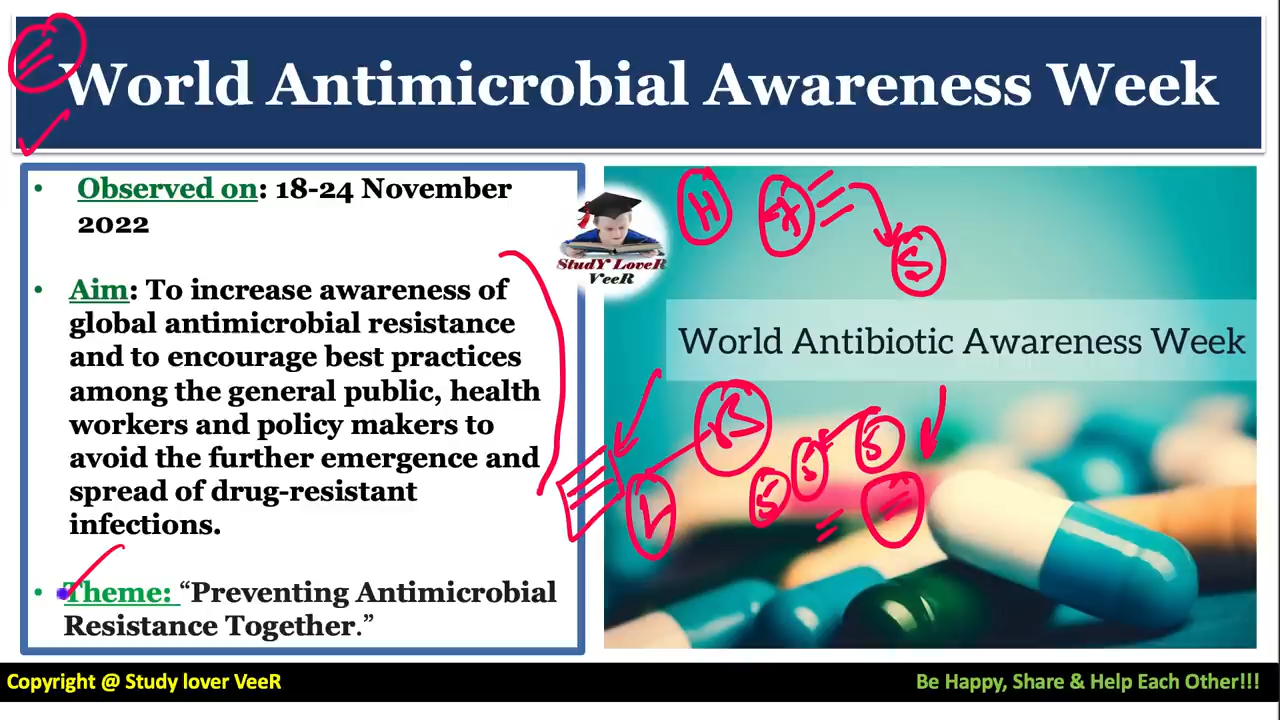 World Antimicrobial Awareness Week
• Observed on: 18-24 November
2022
• Aim: To increase awareness of
global antimicrobial resistance
and to encourage best practices
among the general public, health
workers and policy makers to
avoid the further emergence and
spread of drug-resistant
infections.
• Theme: “Preventing Antimicrobial
Resistance Together.”
StudY LoveR
VeeR
H
S
World Antibiotic Awareness Week
B
L
S
S
S
Copyright @ Study lover VeeR
Be Happy, Share & Help Each Other!!!